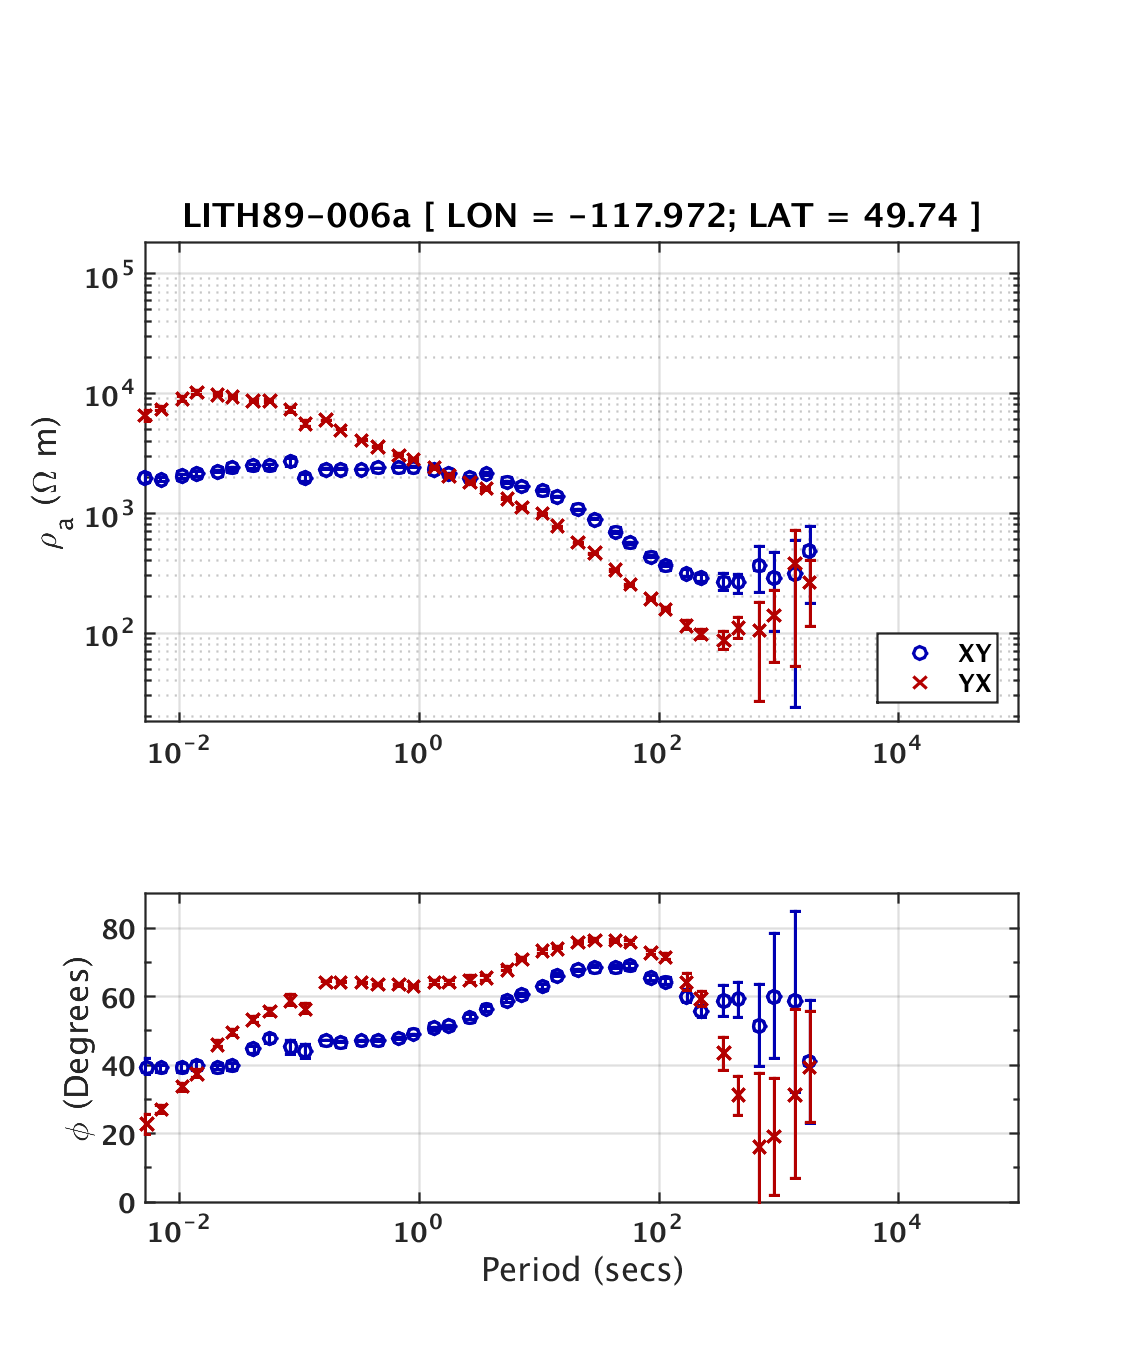 LITH89-006a [ LON = -117.972; LAT = 49.74 ]
ρa (Ω m)
10^5
10^4
10^3
10^2
XY
YX
10^-2 10^0 10^2 10^4
ϕ (Degrees)
80
60
40
20
0
10^-2 10^0 10^2 10^4
Period (secs)